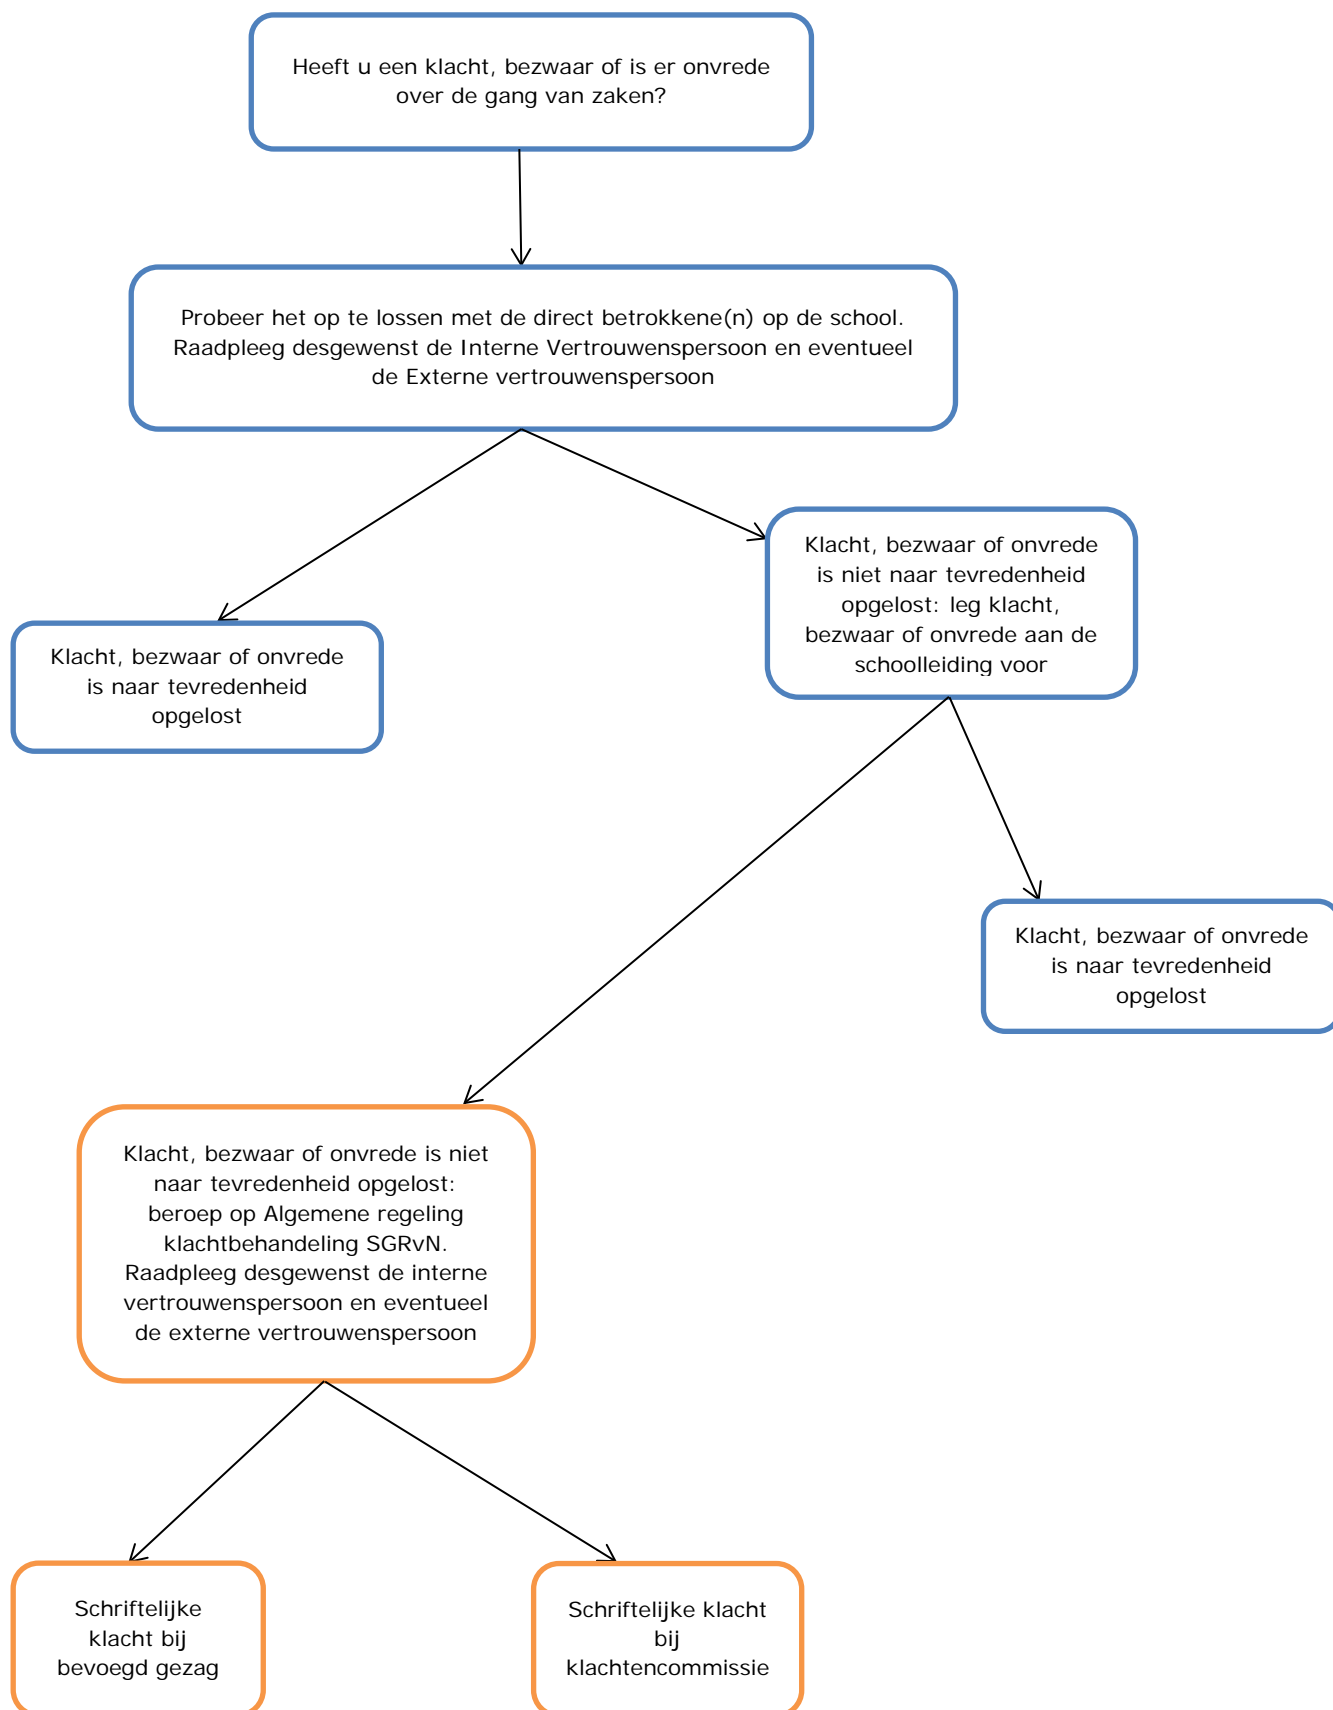 Heeft u een klacht, bezwaar of is er onvrede
over de gang van zaken?
Probeer het op te lossen met de direct betrokkene(n) op de school.
Raadpleeg desgewenst de Interne Vertrouwenspersoon en eventueel
de Externe vertrouwenspersoon
Klacht, bezwaar of onvrede
is niet naar tevredenheid
opgelost: leg klacht,
bezwaar of onvrede aan de
schoolleiding voor
Klacht, bezwaar of onvrede
is naar tevredenheid
opgelost
Klacht, bezwaar of onvrede
is naar tevredenheid
opgelost
Klacht, bezwaar of onvrede is niet
naar tevredenheid opgelost:
beroep op Algemene regeling
klachtbehandeling SGRvN.
Raadpleeg desgewenst de interne
vertrouwenspersoon en eventueel
de externe vertrouwenspersoon
Schriftelijke
klacht bij
bevoegd gezag
Schriftelijke klacht
bij
klachtencommissie